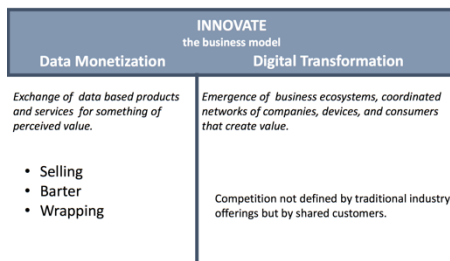 INNOVATE
the business model
Data Monetization
Digital Transformation
Exchange of data based products
and services for something of
perceived value.
• Selling
• Barter
• Wrapping
Emergence of business ecosystems, coordinated
networks of companies, devices, and consumers
that create value.
Competition not defined by traditional industry
offerings but by shared customers.